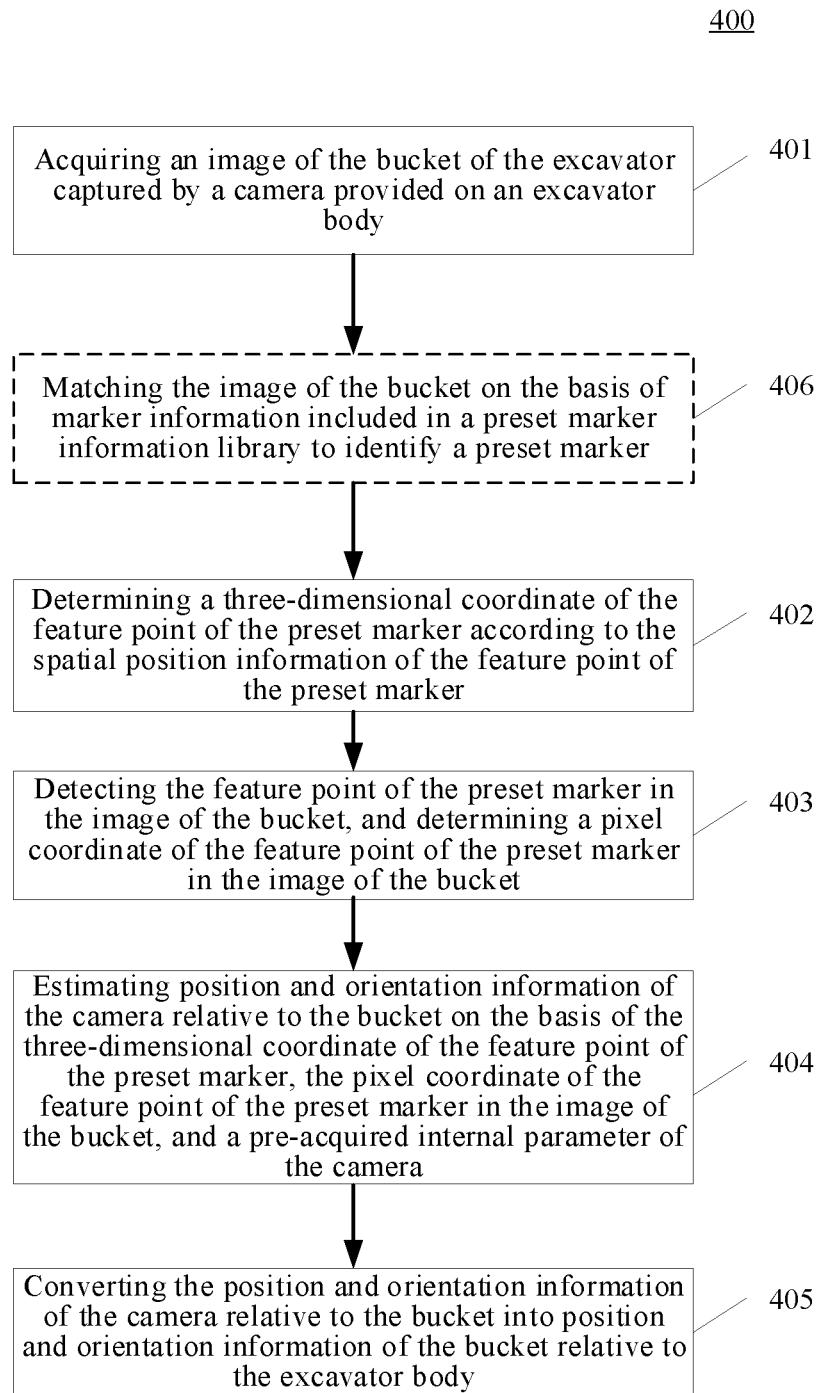 400
Acquiring an image of the bucket of the excavator
captured by a camera provided on an excavator
body
401
Matching the image of the bucket on the basis of
marker information included in a preset marker
information library to identify a preset marker
406
Determining a three-dimensional coordinate of the
feature point of the preset marker according to the
spatial position information of the feature point of
the preset marker
402
Detecting the feature point of the preset marker in
the image of the bucket, and determining a pixel
coordinate of the feature point of the preset marker
in the image of the bucket
403
Estimating position and orientation information of
the camera relative to the bucket on the basis of the
three-dimensional coordinate of the feature point of
the preset marker, the pixel coordinate of the
feature point of the preset marker in the image of
the bucket, and a pre-acquired internal parameter of
the camera
404
Converting the position and orientation information
of the camera relative to the bucket into position
and orientation information of the bucket relative to
the excavator body
405